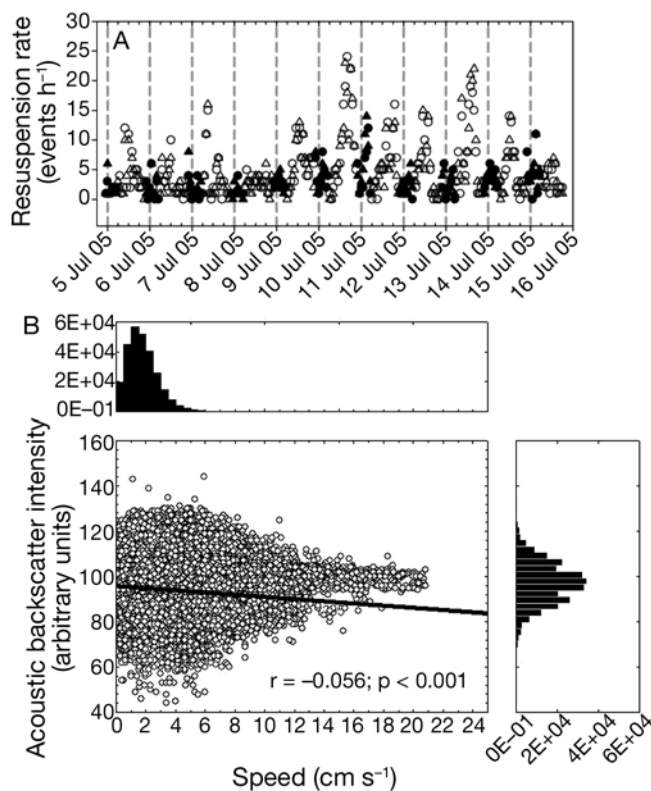 A
Resuspension rate
(events h⁻¹)
30
25
20
15
10
5
0
5 Jul 05
6 Jul 05
7 Jul 05
8 Jul 05
9 Jul 05
10 Jul 05
11 Jul 05
12 Jul 05
13 Jul 05
14 Jul 05
15 Jul 05
16 Jul 05
B
6E+04
4E+04
2E+04
0E–01
Acoustic backscatter intensity
(arbitrary units)
160
140
120
100
80
60
40
r = –0.056; p < 0.001
0 2 4 6 8 10 12 14 16 18 20 22 24
Speed (cm s⁻¹)
0E–01
2E+04
4E+04
6E+04